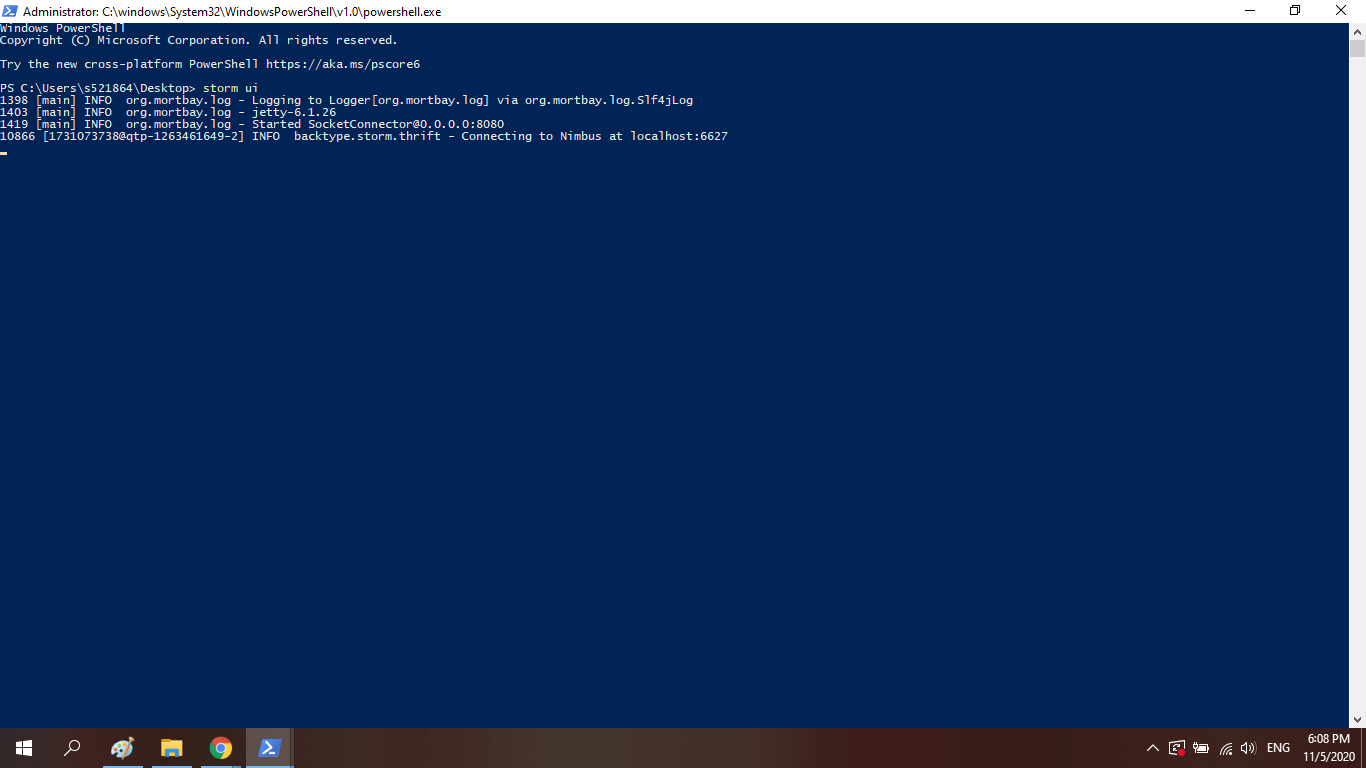 Administrator: C:\windows\System32\WindowsPowerShell\v1.0\powershell.exe
Windows PowerShell
Copyright (C) Microsoft Corporation. All rights reserved.
Try the new cross-platform PowerShell https://aka.ms/pscore6
PS C:\Users\s521864\Desktop> storm ui
1398 [main] INFO  org.mortbay.log - Logging to Logger[org.mortbay.log] via org.mortbay.log.Slf4jLog
1403 [main] INFO  org.mortbay.log - jetty-6.1.26
1419 [main] INFO  org.mortbay.log - Started SocketConnector@0.0.0.0:8080
10866 [1731073738@qtp-1263461649-2] INFO  backtype.storm.thrift - Connecting to Nimbus at localhost:6627
ENG
6:08 PM
11/5/2020